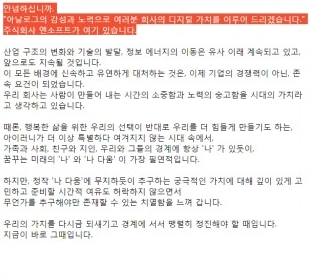 안녕하십니까.
"아날로그의 감성과 노력으로 여러분 회사의 디지털 가치를 이루어 드리겠습니다."
주식회사 엔소프트가 여기 있습니다.
산업 구조의 변화와 기술의 발달, 정보 에너지의 이동은 유사 이래 계속되고 있고,
앞으로도 지속될 것입니다.
이 모든 배경에 신속하고 유연하게 대처하는 것은, 이제 기업의 경쟁력이 아닌, 존
속 요건이 되었습니다.
우리 회사는 사람이 만들어 내는 시간의 소중함과 노력의 숭고함을 시대의 가치라
고 생각하고 있습니다.
때론, 행복한 삶을 위한 우리의 선택이 반대로 우리를 더 힘들게 만들기도 하는,
아이러니가 더 이상 특별하다 여겨지지 않는 시대 속에서,
가족과 사회, 친구와 지인, 우리와 그들의 경계에 항상 '나' 가 있듯이,
꿈꾸는 미래의 '나' 와 '나 다움' 이 가장 필연적입니다.
하지만, 정작 '나 다움'에 무지하듯이 추구하는 궁극적인 가치에 대해 깊이 있게 고
민하고 준비할 시간적 여유도 허락하지 않으면서
무언가를 추구해야만 존재할 수 있는 치열함을 느껴 갑니다.
우리의 가치를 다시금 되새기고 경계에 서서 맹렬히 정진해야 할 때입니다.
지금이 바로 그때입니다.